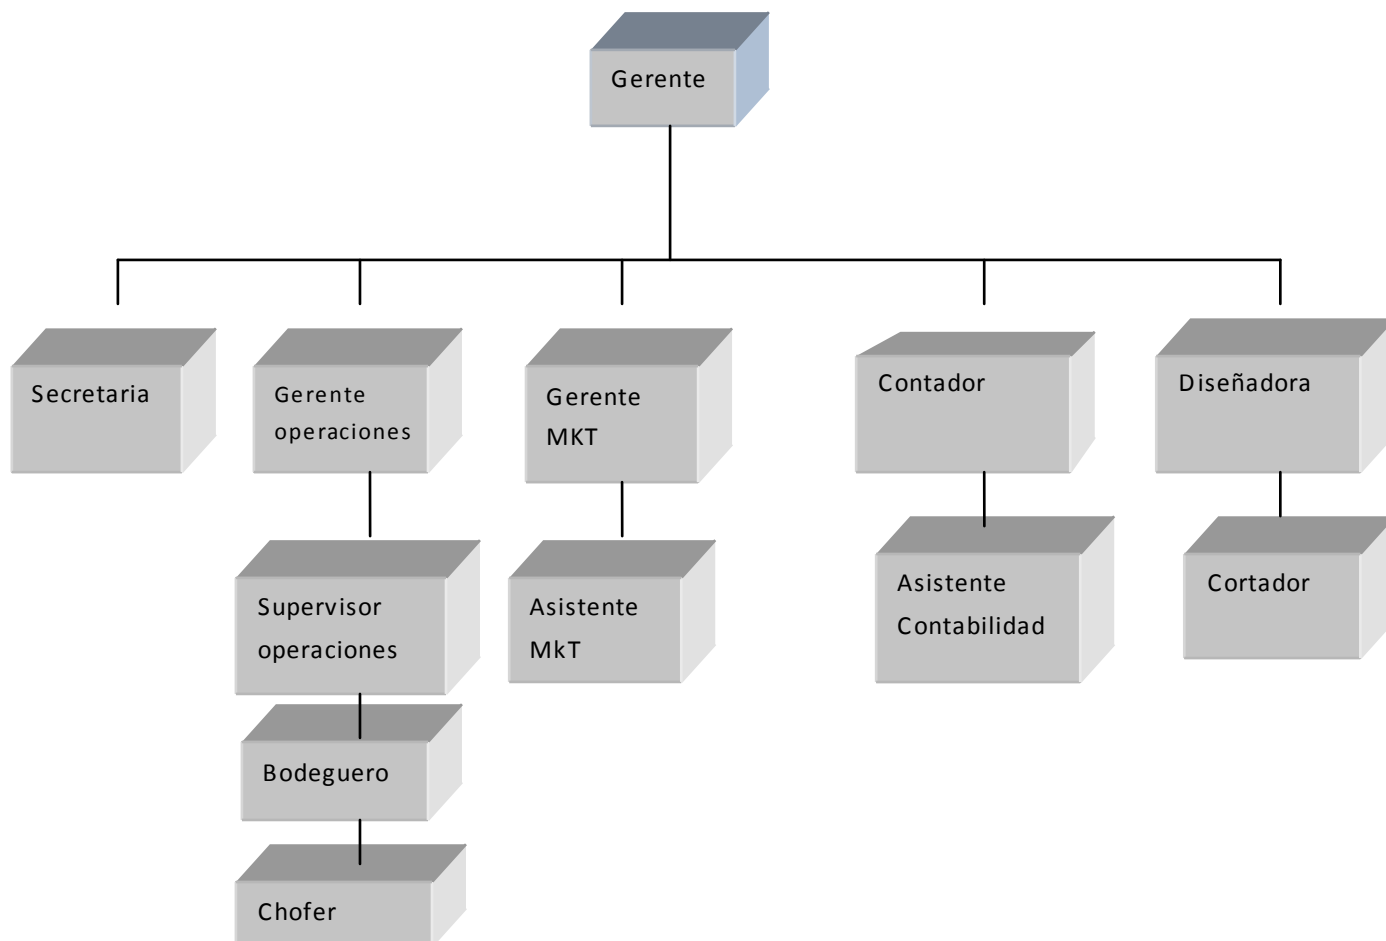 Gerente
Secretaria
Gerente
operaciones
Gerente
MKT
Contador
Diseñadora
Supervisor
operaciones
Asistente
MkT
Asistente
Contabilidad
Cortador
Bodeguero
Chofer